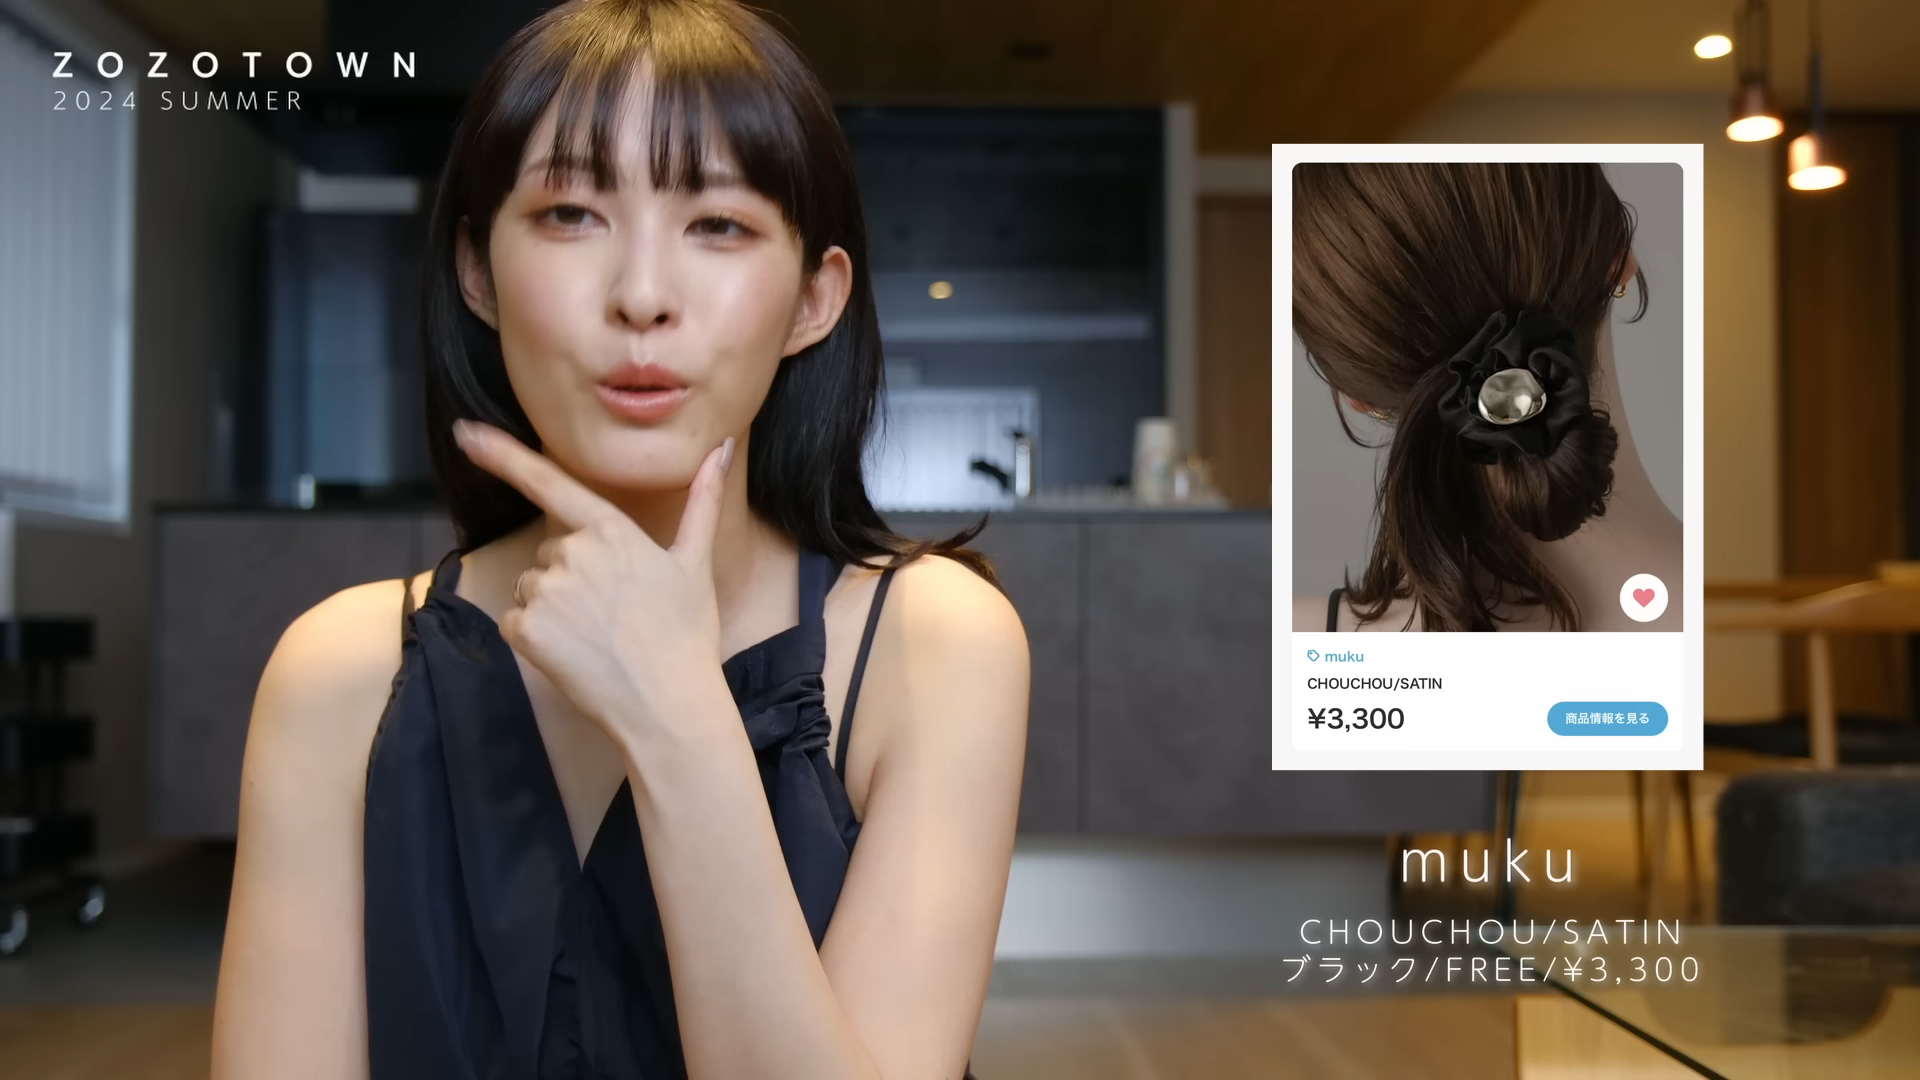 ZOZOTOWN
2024 SUMMER
muku
CHOUCHOU/SATIN
¥3,300
商品情報を見る
muku
CHOUCHOU/SATIN
ブラック/FREE/¥3,300